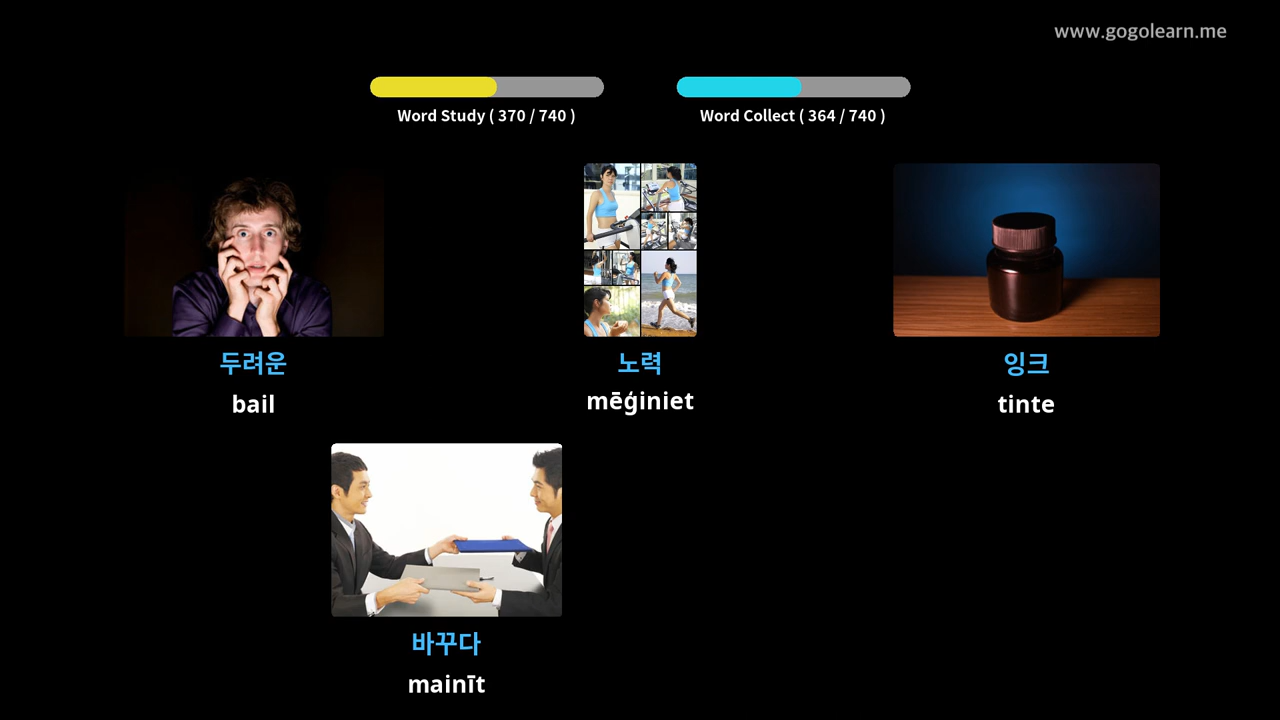 www.gogolearn.me
Word Study ( 370 / 740 )
Word Collect ( 364 / 740 )
두려운
bail
노력
mēģiniet
잉크
tinte
바꾸다
mainīt